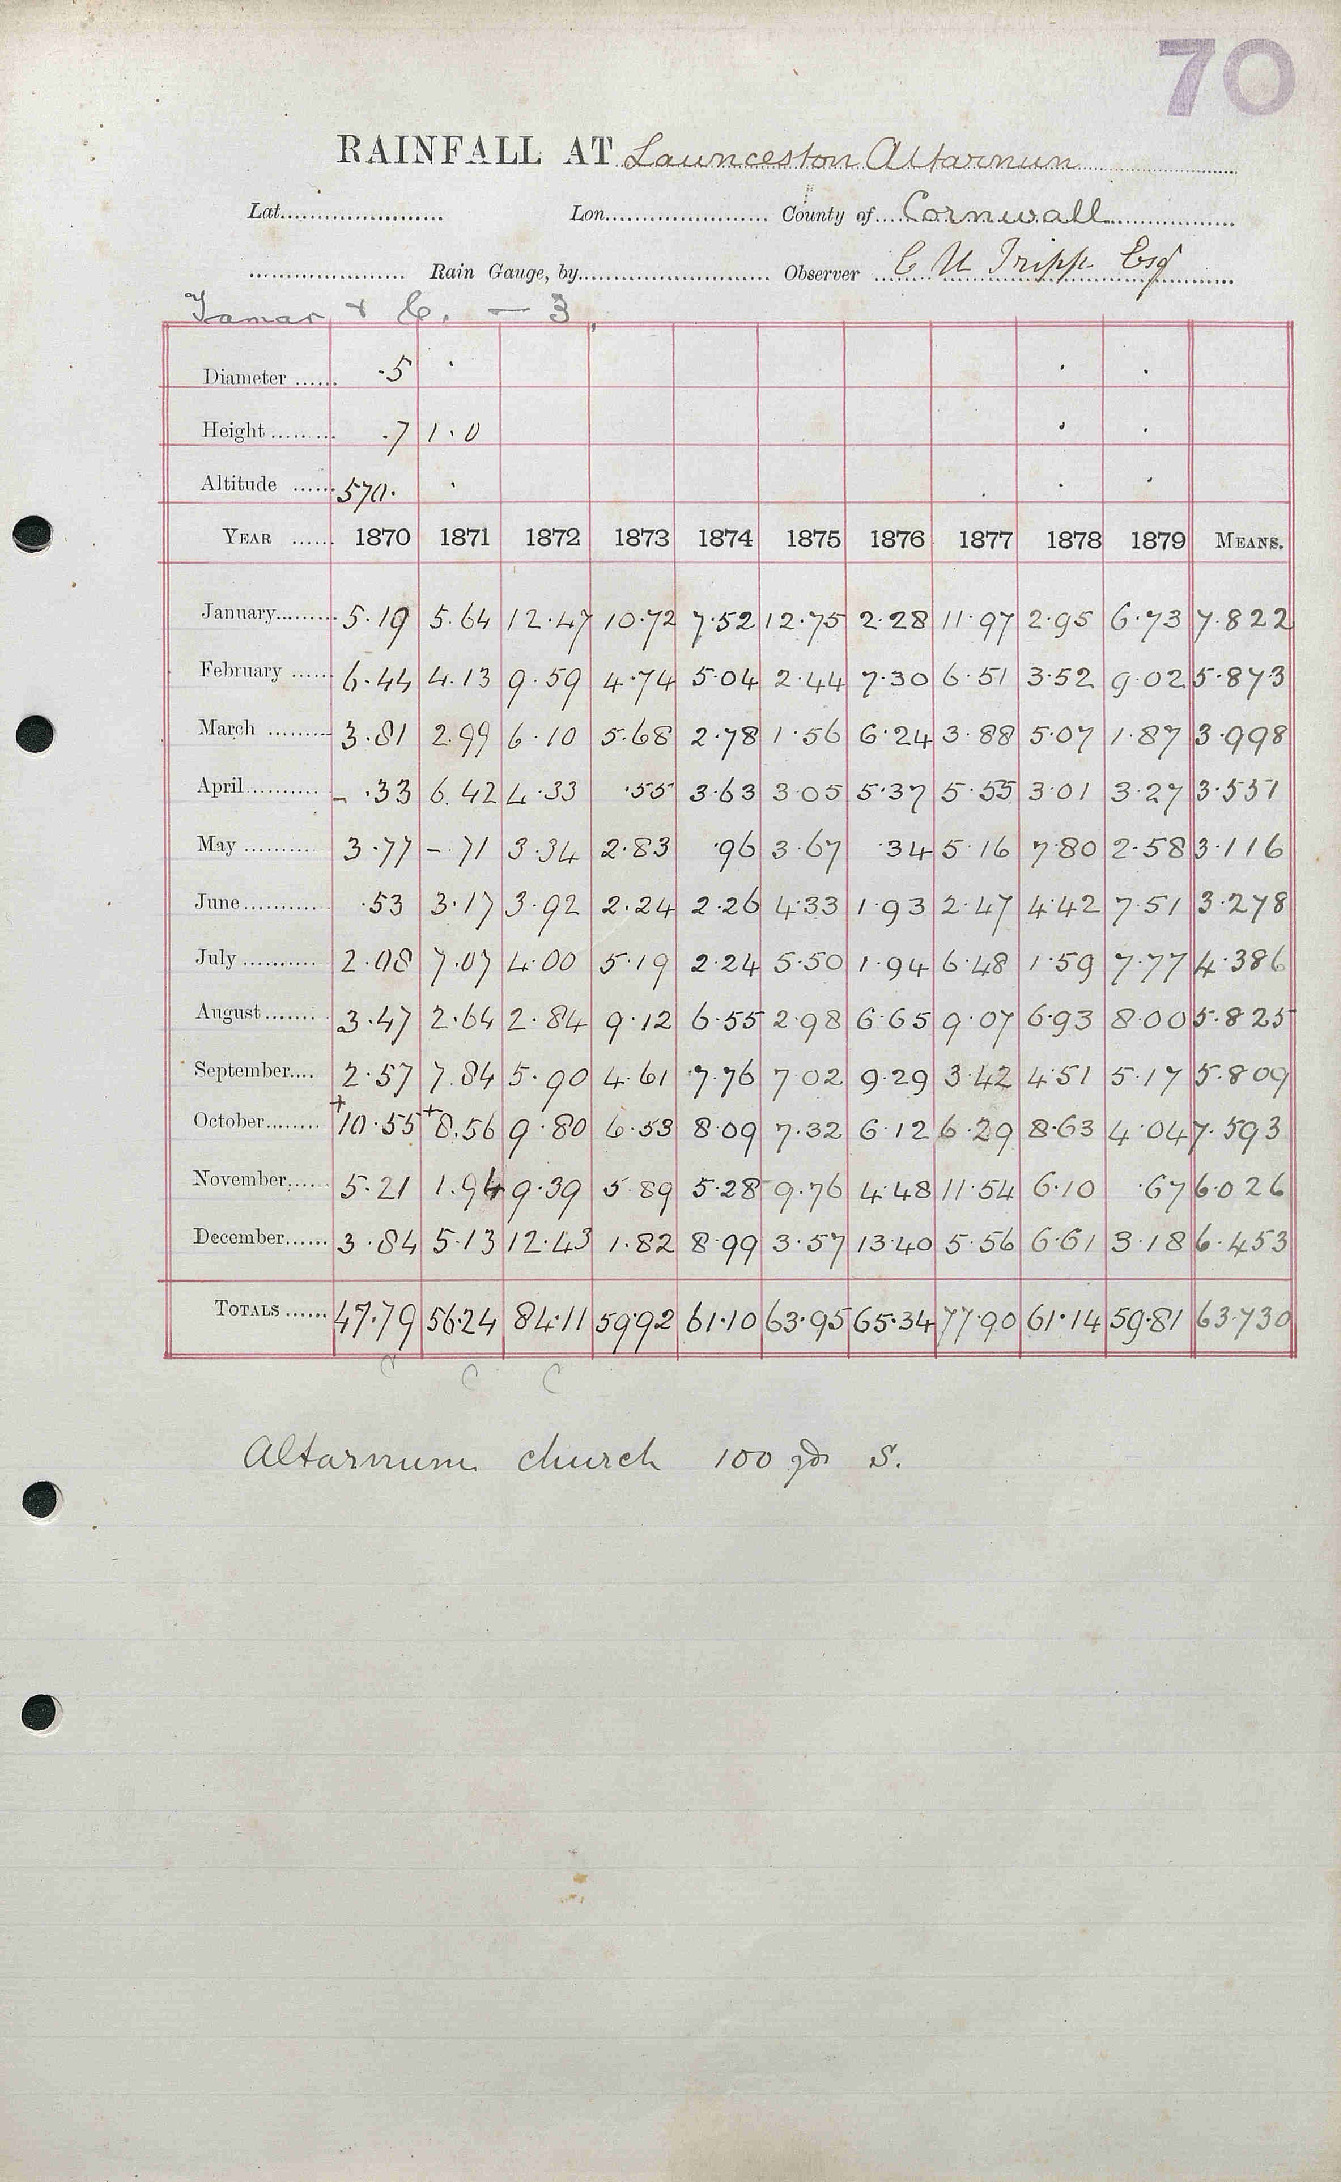 70
RAINFALL AT Launceston Altarnun
Lat. Lon. County of Cornwall
Rain Gauge, by Observer C U Tripp Esq
Tamar & C. — 3
Diameter ·5
Height ·7 1·0
Altitude 570·
YEAR 1870 1871 1872 1873 1874 1875 1876 1877 1878 1879 MEANS.
January 5·19 5·64 12·47 10·72 7·52 12·75 2·28 11·97 2·95 6·73 7·822
February 6·44 4·13 9·59 4·74 5·04 2·44 7·30 6·51 3·52 9·02 5·873
March 3·81 2·99 6·10 5·68 2·78 1·56 6·24 3·88 5·07 1·87 3·998
April – ·33 6·42 4·33 ·55 3·63 3·05 5·37 5·55 3·01 3·27 3·551
May 3·77 – 71 3·34 2·83 ·96 3·67 ·34 5·16 7·80 2·58 3·116
June ·53 3·17 3·92 2·24 2·26 4·33 1·93 2·47 4·42 7·51 3·278
July 2·08 7·07 4·00 5·19 2·24 5·50 1·94 6·48 1·59 7·77 4·386
August 3·47 2·64 2·84 9·12 6·55 2·98 6·65 9·07 6·93 8·00 5·825
September 2·57 7·84 5·90 4·61 7·76 7·02 9·29 3·42 4·51 5·17 5·809
October +10·55 +8·56 9·80 6·53 8·09 7·32 6·12 6·29 8·63 4·04 7·593
November 5·21 1·94 9·39 5·89 5·28 9·76 4·48 11·54 6·10 ·67 6·026
December 3·84 5·13 12·43 1·82 8·99 3·57 13·40 5·56 6·61 3·18 6·453
TOTALS 47·79 56·24 84·11 59·92 61·10 63·95 65·34 77·90 61·14 59·81 63·730
C C C
Altarnum church 100 yds S.